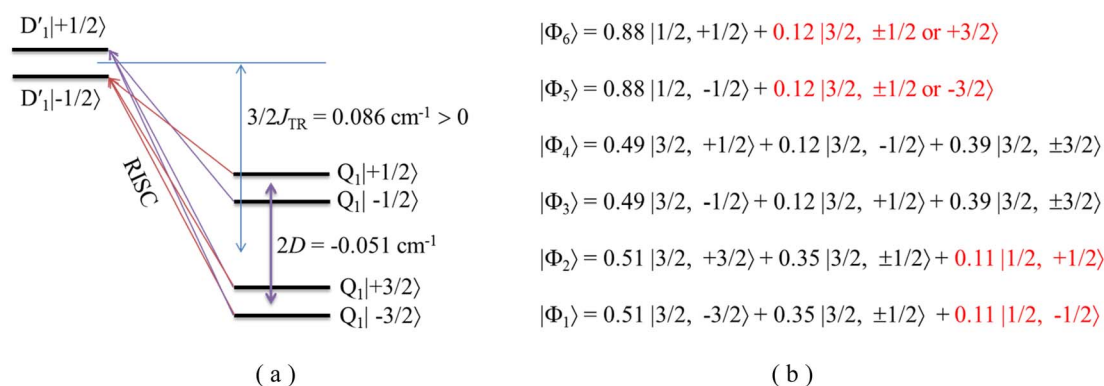 D′₁|+1/2⟩
D′₁|-1/2⟩
3/2J_TR = 0.086 cm⁻¹ > 0
RISC
Q₁|+1/2⟩
Q₁| -1/2⟩
2D = -0.051 cm⁻¹
Q₁|+3/2⟩
Q₁| -3/2⟩
( a )
|Φ₆⟩ = 0.88 |1/2, +1/2⟩ + 0.12 |3/2, ±1/2 or +3/2⟩
|Φ₅⟩ = 0.88 |1/2, -1/2⟩ + 0.12 |3/2, ±1/2 or -3/2⟩
|Φ₄⟩ = 0.49 |3/2, +1/2⟩ + 0.12 |3/2, -1/2⟩ + 0.39 |3/2, ±3/2⟩
|Φ₃⟩ = 0.49 |3/2, -1/2⟩ + 0.12 |3/2, +1/2⟩ + 0.39 |3/2, ±3/2⟩
|Φ₂⟩ = 0.51 |3/2, +3/2⟩ + 0.35 |3/2, ±1/2⟩ + 0.11 |1/2, +1/2⟩
|Φ₁⟩ = 0.51 |3/2, -3/2⟩ + 0.35 |3/2, ±1/2⟩ + 0.11 |1/2, -1/2⟩
( b )